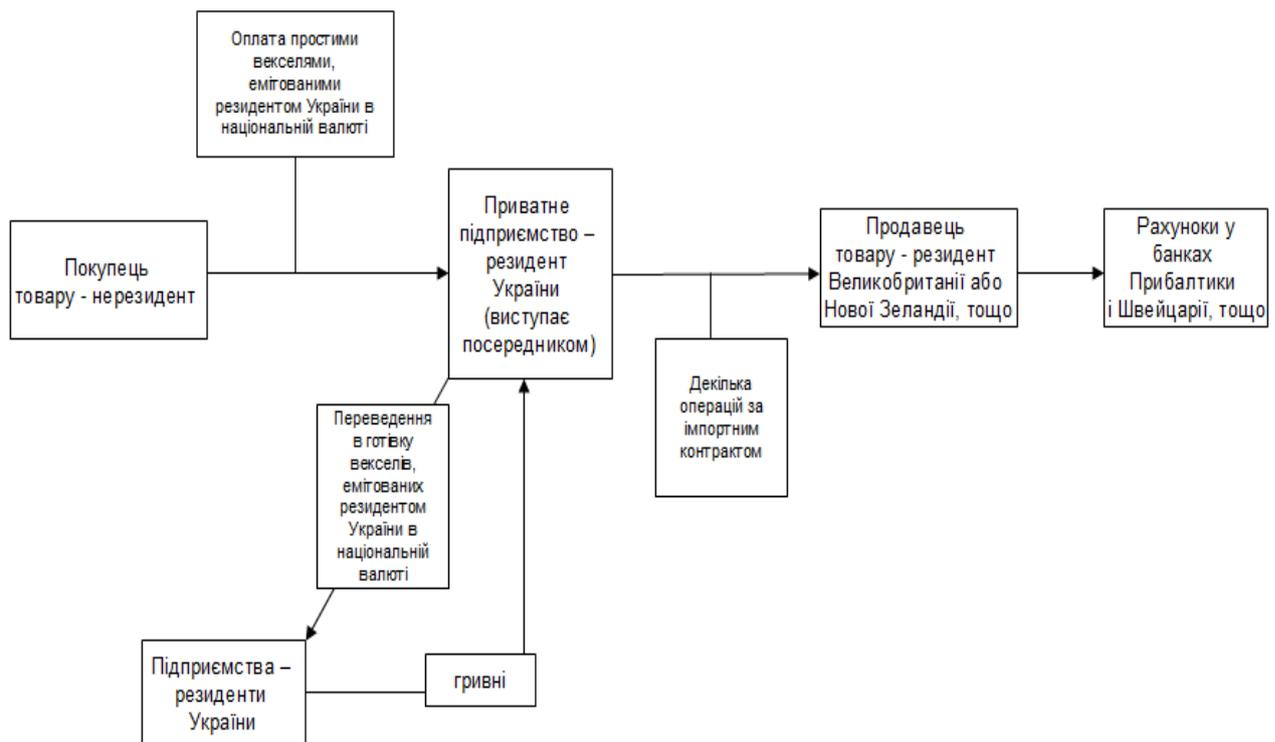 Оплата простими
векселями,
емітованими
резидентом України в
національній валюті
Покупець
товару - нерезидент
Приватне
підприємство –
резидент
України
(виступає
посередником)
Продавець
товару - резидент
Великобританії або
Нової Зеландії, тощо
Рахуноки у
банках
Прибалтики
і Швейцарії, тощо
Декілька
операцій за
імпортним
контрактом
Переведення
в готівку
векселів,
емітованих
резидентом
України в
національній
валюті
Підприємства –
резиденти
України
гривні